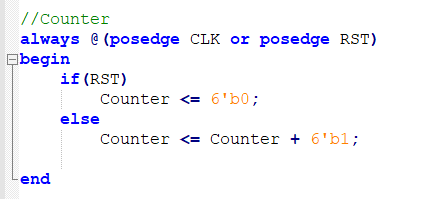 //Counter
always @(posedge CLK or posedge RST)
begin
if(RST)
Counter <= 6'b0;
else
Counter <= Counter + 6'b1;
end